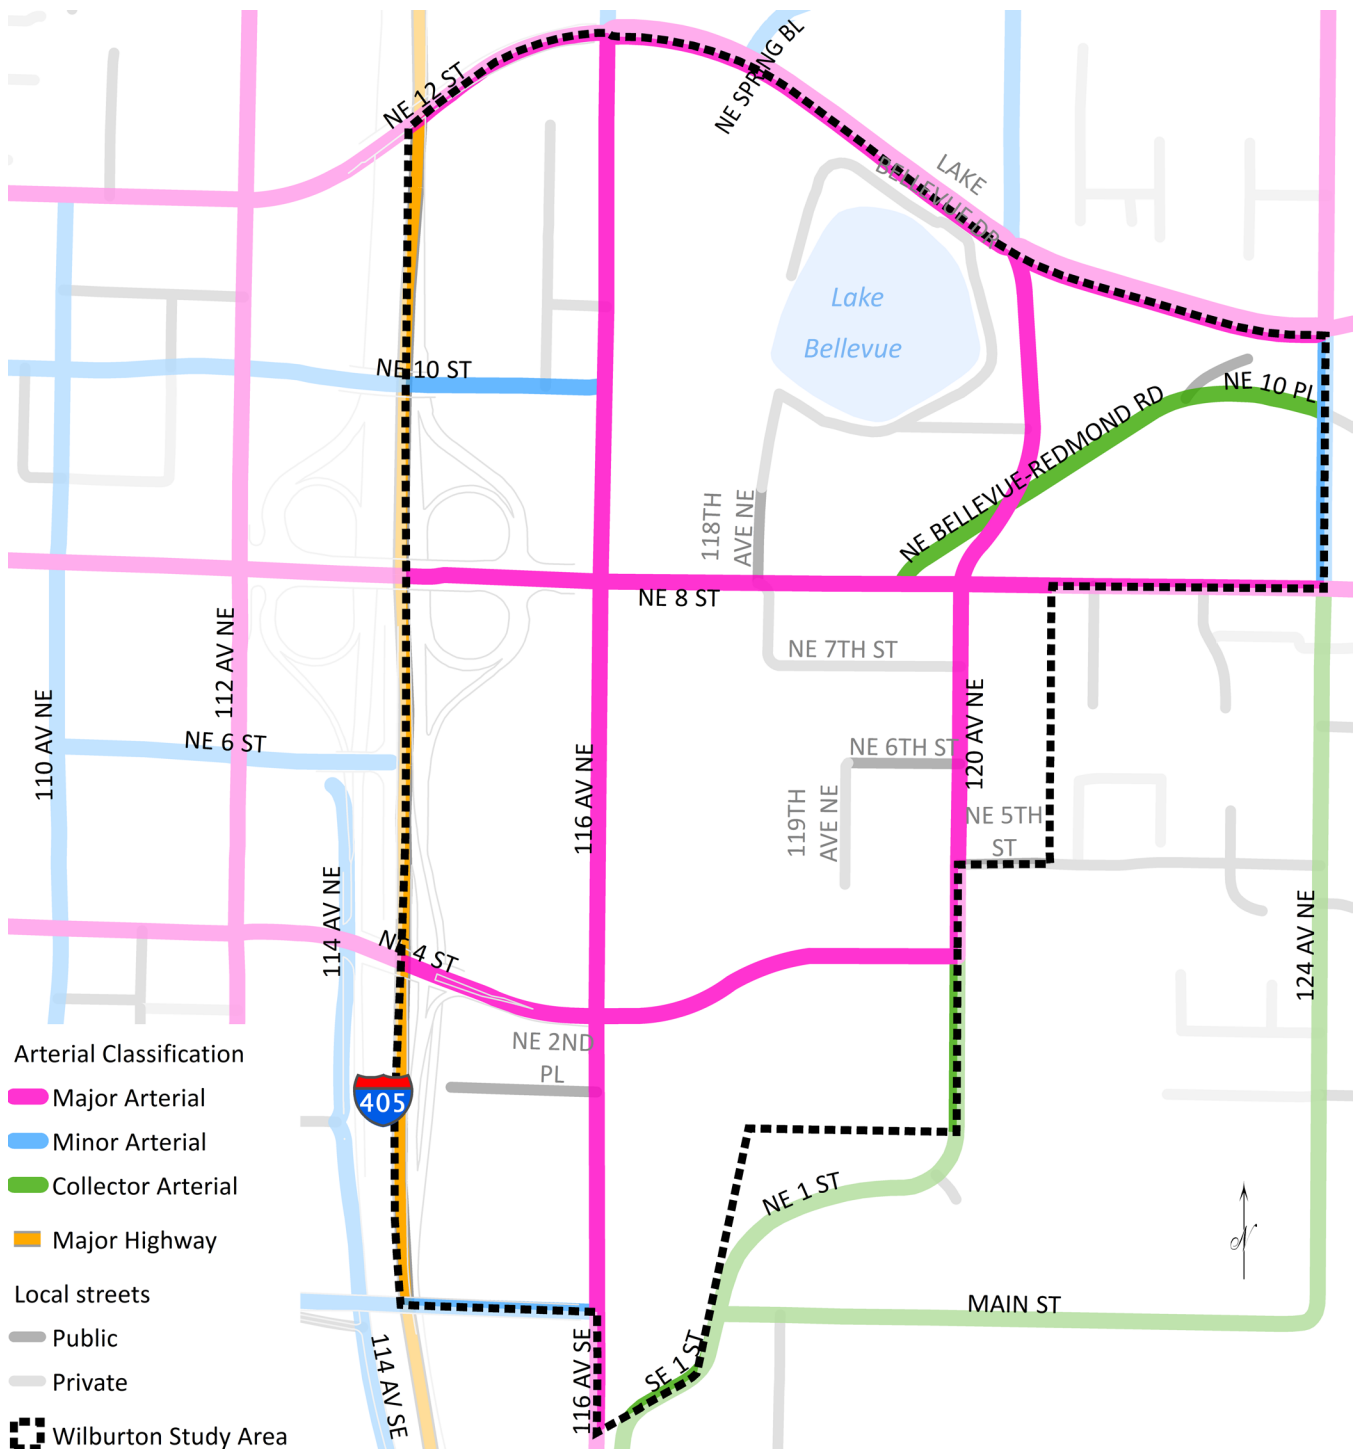 NE 12 ST
NE SPRING BL
LAKE
BELLEVUE DR
Lake
Bellevue
NE 10 ST
NE 10 PL
NE BELLEVUE-REDMOND RD
118TH
AVE NE
NE 8 ST
NE 7TH ST
112 AV NE
110 AV NE
NE 6 ST
116 AV NE
NE 6TH ST
120 AV NE
119TH
AVE NE
NE 5TH
ST
114 AV NE
NE 4 ST
124 AV NE
NE 2ND
PL
405
NE 1 ST
MAIN ST
SE 1 ST
116 AV SE
114 AV SE
N
Arterial Classification
Major Arterial
Minor Arterial
Collector Arterial
Major Highway
Local streets
Public
Private
Wilburton Study Area